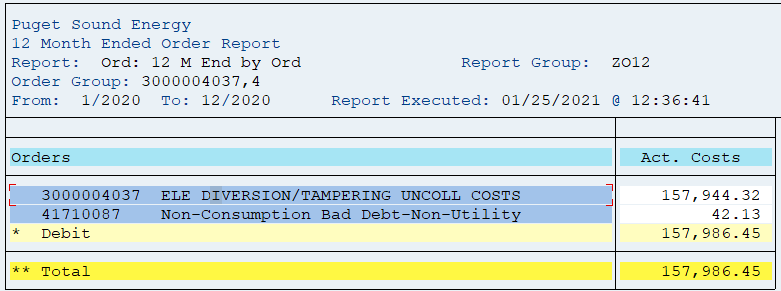 Puget Sound Energy
12 Month Ended Order Report
Report: Ord: 12 M End by Ord Report Group: ZO12
Order Group: 3000004037,4
From: 1/2020 To: 12/2020 Report Executed: 01/25/2021 @ 12:36:41
Orders Act. Costs
3000004037 ELE DIVERSION/TAMPERING UNCOLL COSTS 157,944.32
41710087 Non-Consumption Bad Debt-Non-Utility 42.13
* Debit 157,986.45
** Total 157,986.45